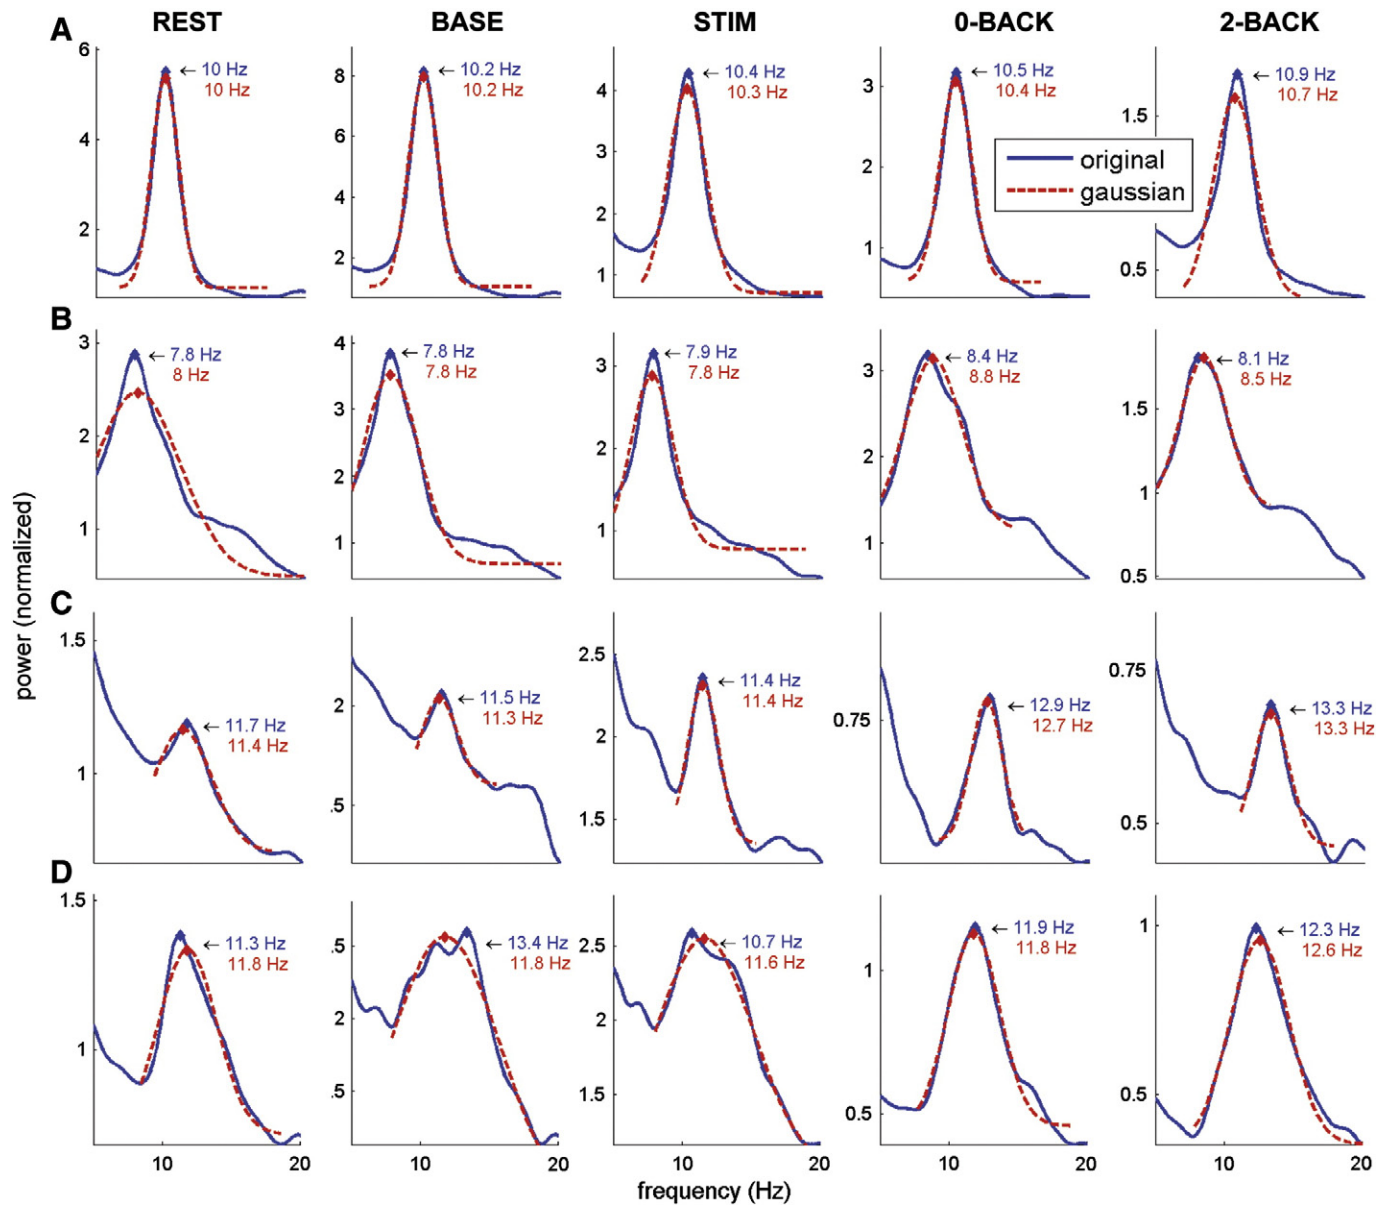 A REST BASE STIM 0-BACK 2-BACK
6
4
2
10 Hz
10 Hz
8
6
4
2
10.2 Hz
10.2 Hz
4
3
2
1
10.4 Hz
10.3 Hz
3
2
1
10.5 Hz
10.4 Hz
1.5
0.5
10.9 Hz
10.7 Hz
original
gaussian
B
3
2
1
7.8 Hz
8 Hz
4
3
2
1
7.8 Hz
7.8 Hz
3
2
1
7.9 Hz
7.8 Hz
3
2
1
8.4 Hz
8.8 Hz
1.5
1
0.5
8.1 Hz
8.5 Hz
power (normalized)
C
1.5
1
11.7 Hz
11.4 Hz
2
.5
11.5 Hz
11.3 Hz
2.5
2
1.5
11.4 Hz
11.4 Hz
0.75
12.9 Hz
12.7 Hz
0.75
0.5
13.3 Hz
13.3 Hz
D
1.5
1
11.3 Hz
11.8 Hz
10 20
.5
2
.5
13.4 Hz
11.8 Hz
10 20
2.5
2
1.5
10.7 Hz
11.6 Hz
10 20
1
0.5
11.9 Hz
11.8 Hz
10 20
1
0.5
12.3 Hz
12.6 Hz
10 20
frequency (Hz)